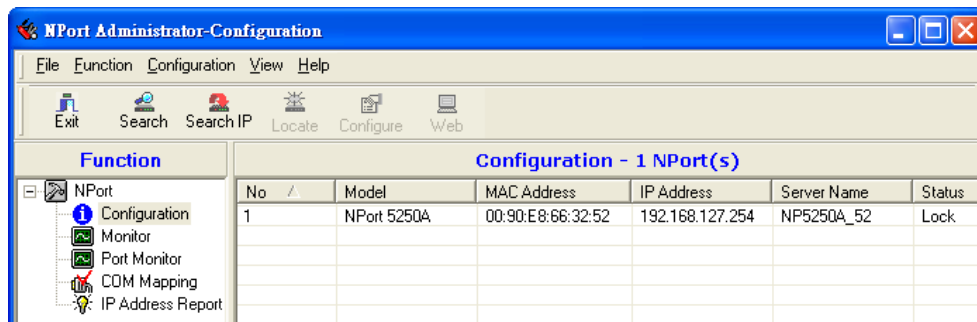 NPort Administrator-Configuration
File Function Configuration View Help
Exit Search Search IP Locate Configure Web
Function
Configuration - 1 NPort(s)
NPort
Configuration
Monitor
Port Monitor
COM Mapping
IP Address Report
No Model MAC Address IP Address Server Name Status
1 NPort 5250A 00:90:E8:66:32:52 192.168.127.254 NP5250A_52 Lock